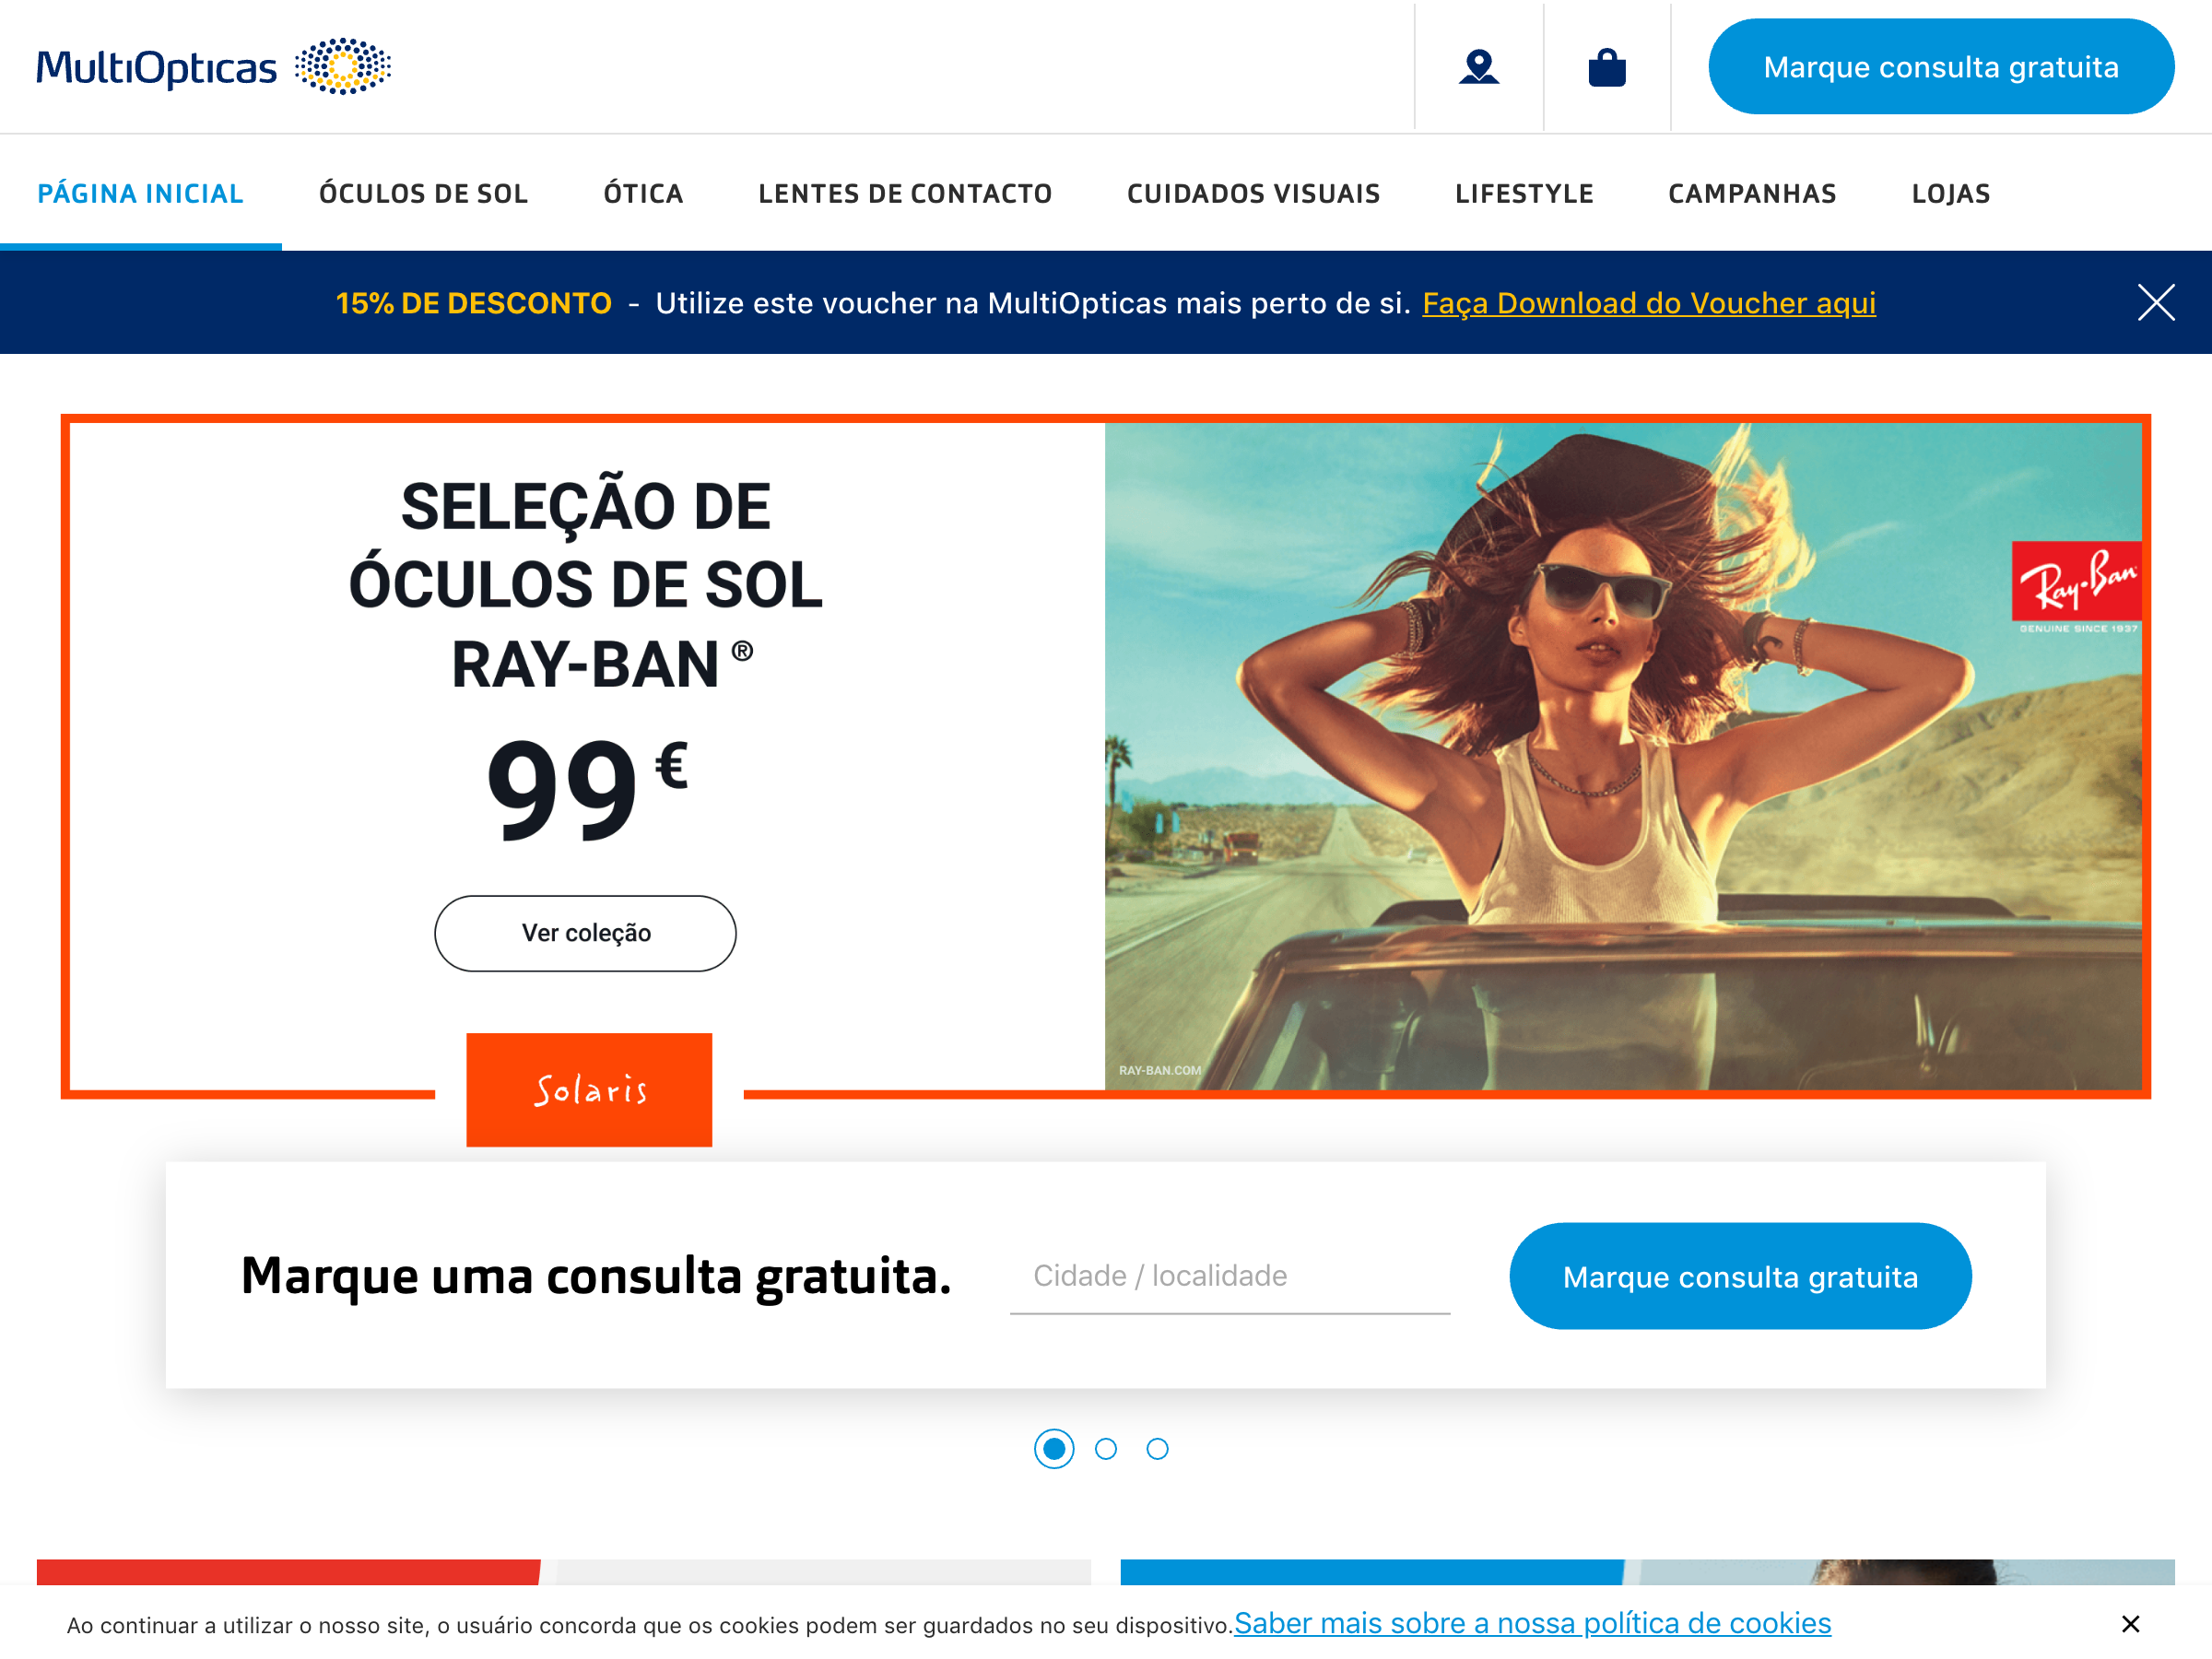 MultiOpticas
Marque consulta gratuita
PÁGINA INICIAL
ÓCULOS DE SOL
ÓTICA
LENTES DE CONTACTO
CUIDADOS VISUAIS
LIFESTYLE
CAMPANHAS
LOJAS
15% DE DESCONTO - Utilize este voucher na MultiOpticas mais perto de si. Faça Download do Voucher aqui
SELEÇÃO DE
ÓCULOS DE SOL
RAY-BAN ®
99 €
Ver coleção
Solaris
Ray-Ban
GENUINE SINCE 1937
RAY-BAN.COM
Marque uma consulta gratuita.
Cidade / localidade
Marque consulta gratuita
Ao continuar a utilizar o nosso site, o usuário concorda que os cookies podem ser guardados no seu dispositivo.Saber mais sobre a nossa política de cookies